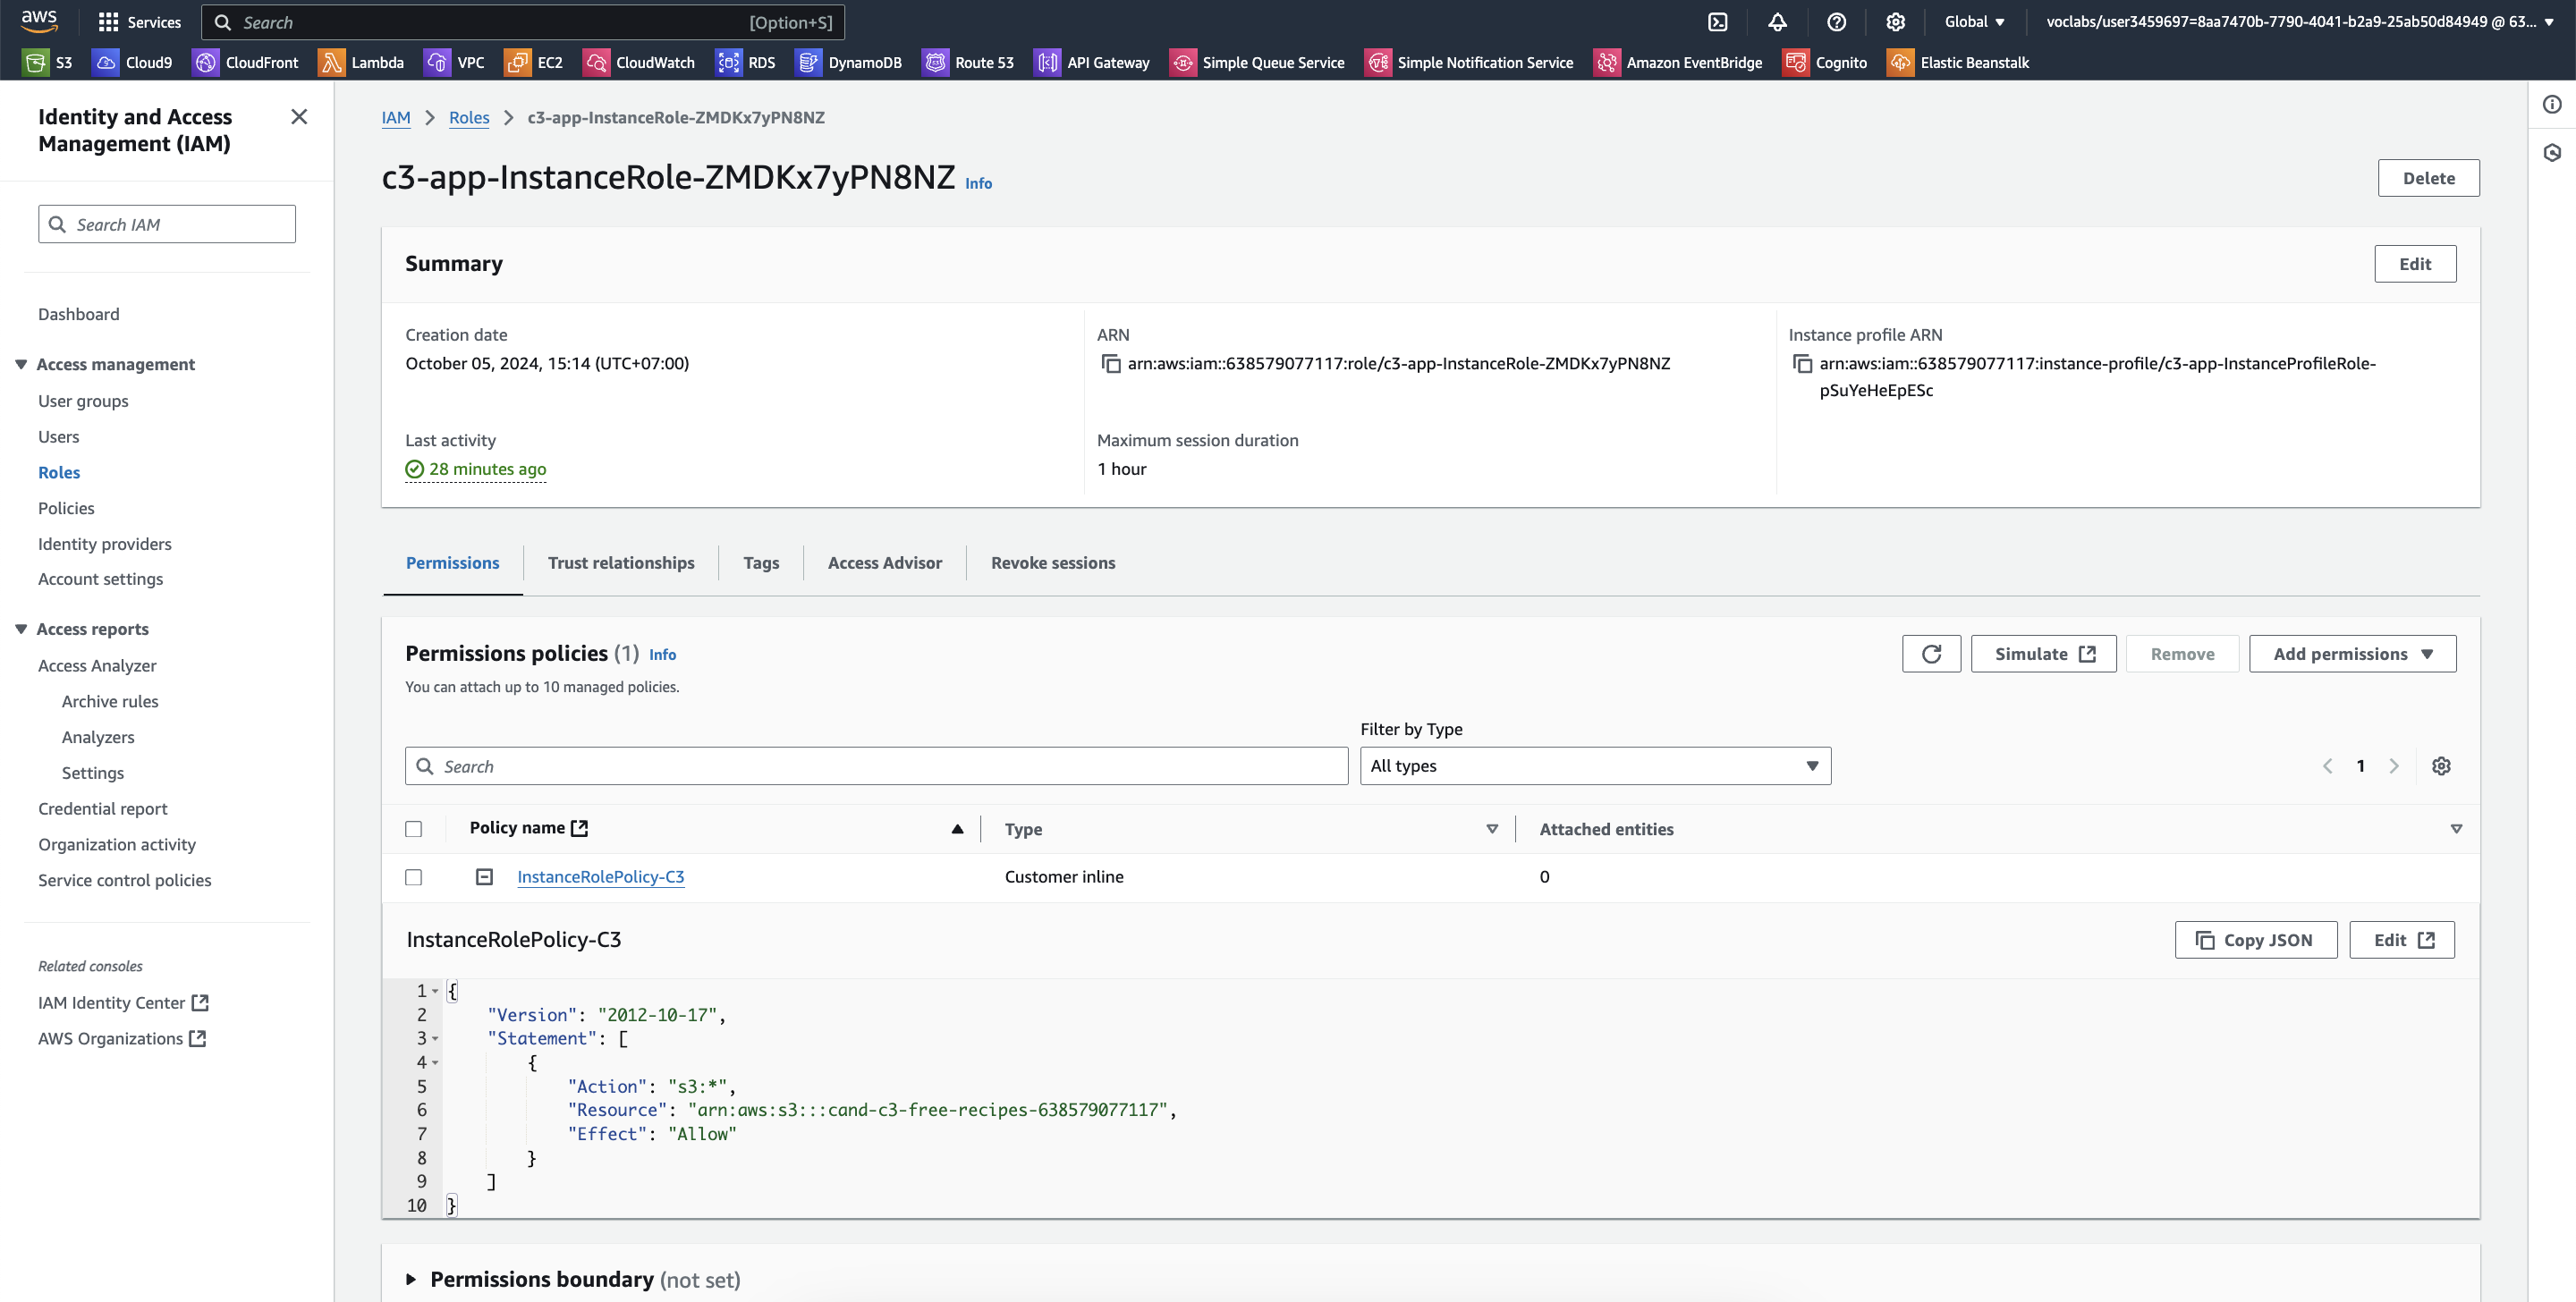 aws
Services
Search [Option+S]
Global
voclabs/user3459697=8aa7470b-7790-4041-b2a9-25ab50d84949 @ 63...
S3 Cloud9 CloudFront Lambda VPC EC2 CloudWatch RDS DynamoDB Route 53 API Gateway Simple Queue Service Simple Notification Service Amazon EventBridge Cognito Elastic Beanstalk
Identity and Access
Management (IAM)
Search IAM
Dashboard
Access management
User groups
Users
Roles
Policies
Identity providers
Account settings
Access reports
Access Analyzer
Archive rules
Analyzers
Settings
Credential report
Organization activity
Service control policies
Related consoles
IAM Identity Center
AWS Organizations
IAM > Roles > c3-app-InstanceRole-ZMDKx7yPN8NZ
c3-app-InstanceRole-ZMDKx7yPN8NZ Info
Delete
Summary
Edit
Creation date
October 05, 2024, 15:14 (UTC+07:00)
ARN
arn:aws:iam::638579077117:role/c3-app-InstanceRole-ZMDKx7yPN8NZ
Instance profile ARN
arn:aws:iam::638579077117:instance-profile/c3-app-InstanceProfileRole-
pSuYeHeEpESc
Last activity
28 minutes ago
Maximum session duration
1 hour
Permissions
Trust relationships
Tags
Access Advisor
Revoke sessions
Permissions policies (1) Info
You can attach up to 10 managed policies.
Simulate
Remove
Add permissions
Filter by Type
Search
All types
1
Policy name
Type
Attached entities
InstanceRolePolicy-C3
Customer inline
0
InstanceRolePolicy-C3
Copy JSON
Edit
1 {
2 "Version": "2012-10-17",
3 "Statement": [
4 {
5 "Action": "s3:*",
6 "Resource": "arn:aws:s3:::cand-c3-free-recipes-638579077117",
7 "Effect": "Allow"
8 }
9 ]
10 }
Permissions boundary (not set)